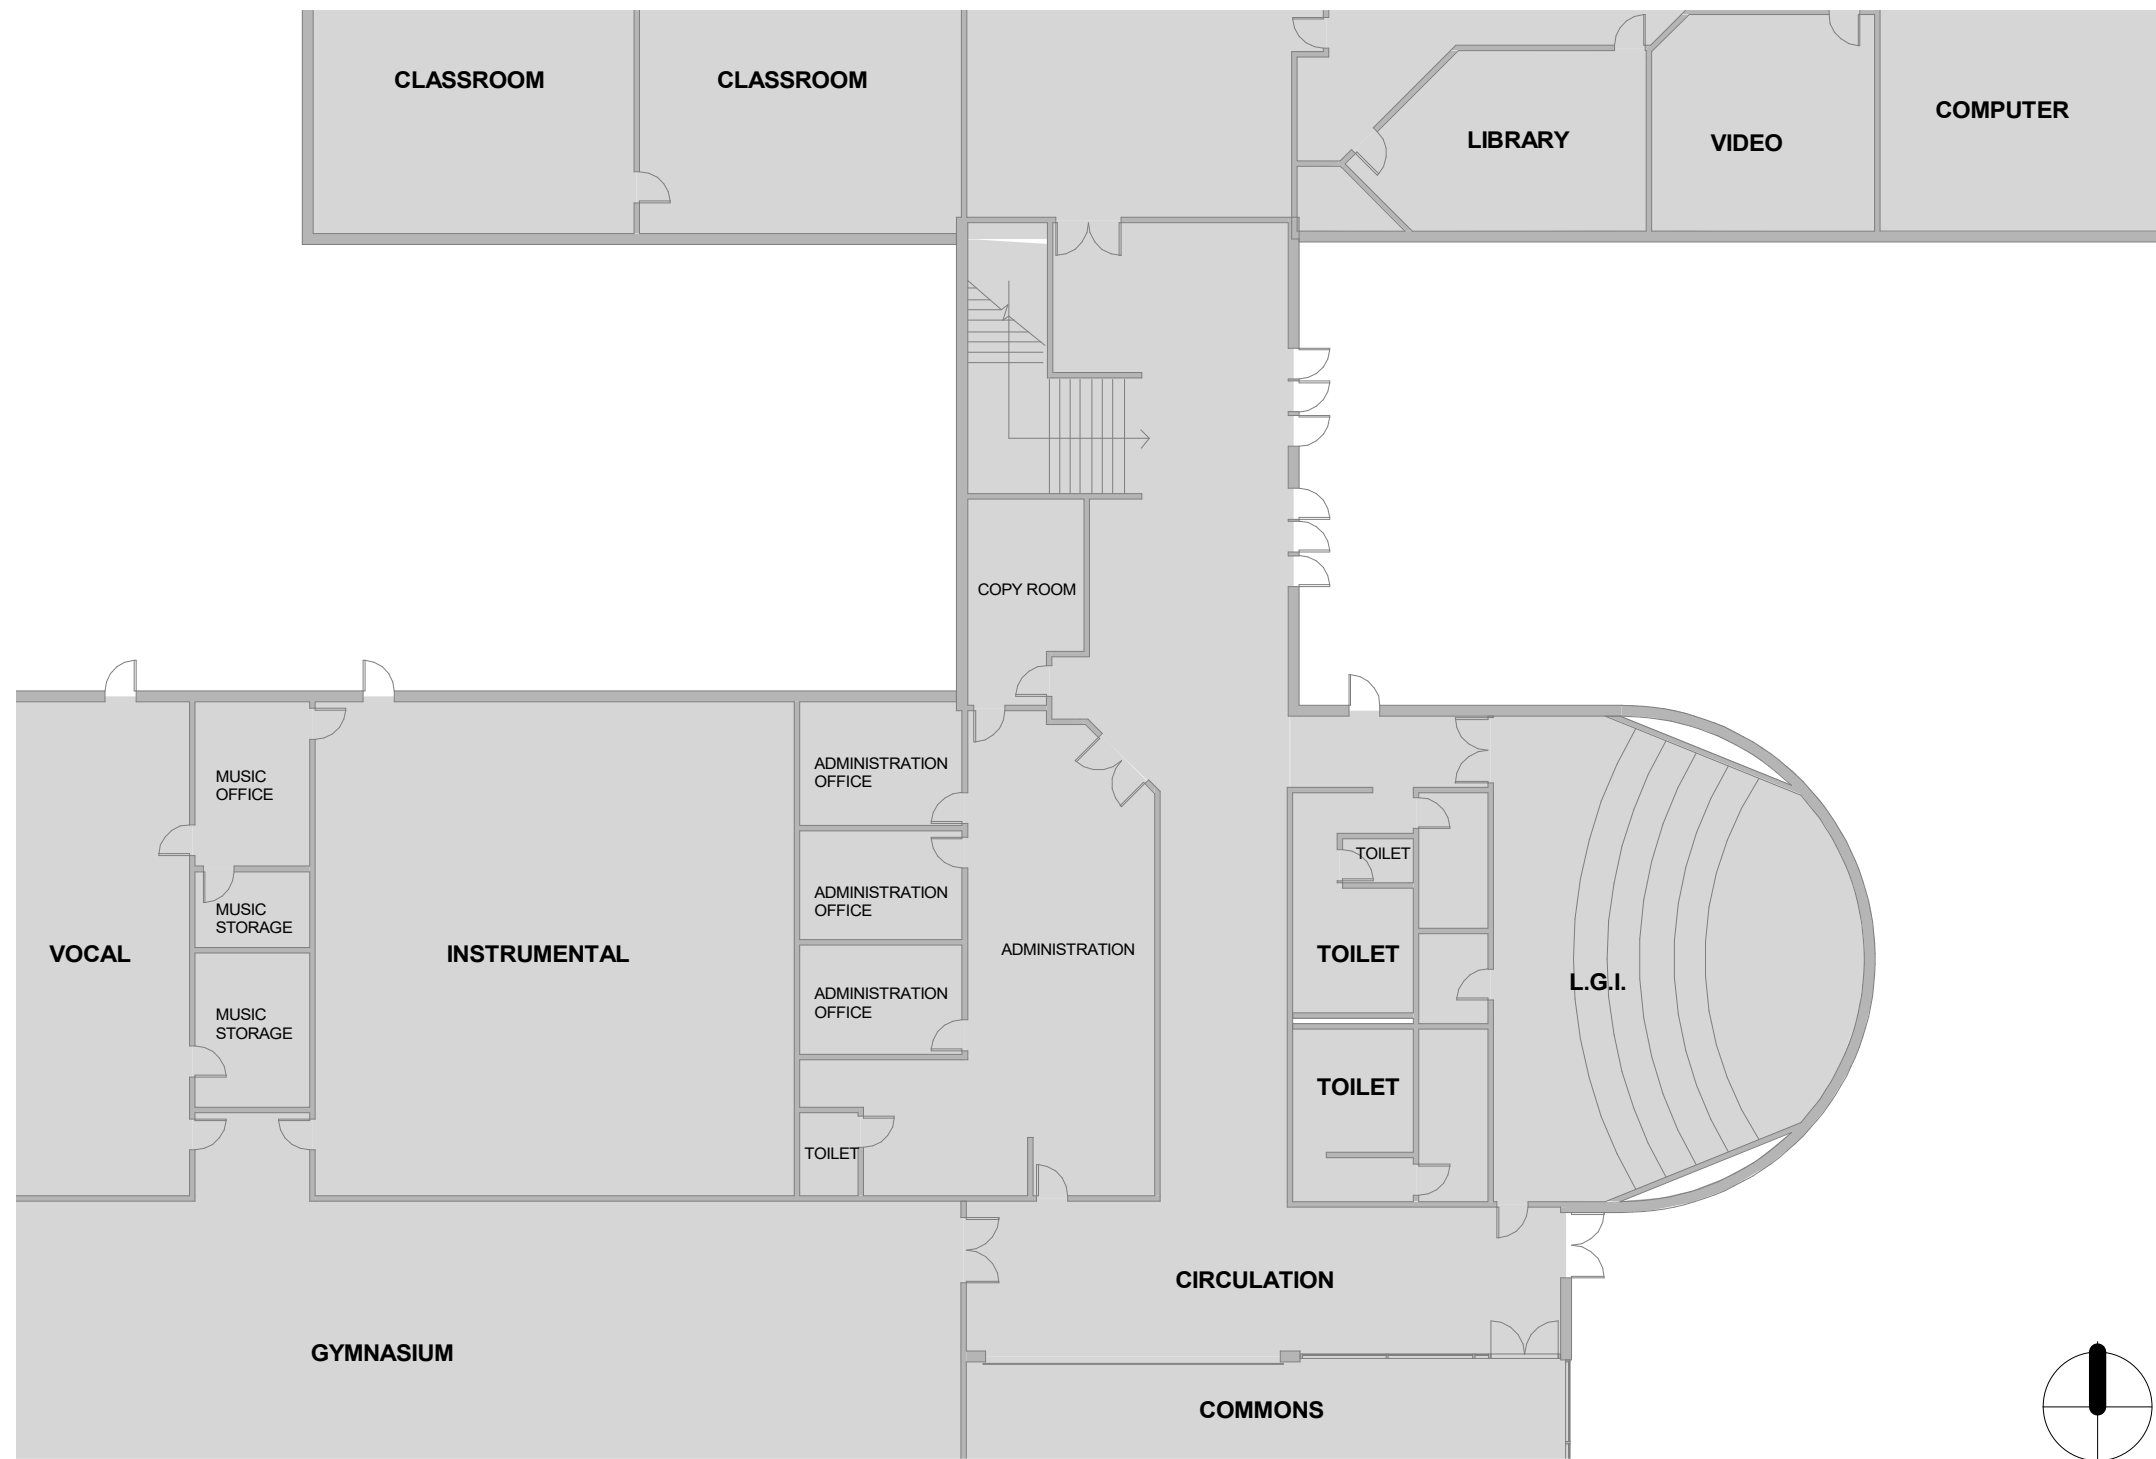 CLASSROOM
CLASSROOM
LIBRARY
VIDEO
COMPUTER
COPY ROOM
MUSIC
OFFICE
ADMINISTRATION
OFFICE
TOILET
MUSIC
STORAGE
ADMINISTRATION
OFFICE
VOCAL
INSTRUMENTAL
ADMINISTRATION
TOILET
L.G.I.
ADMINISTRATION
OFFICE
MUSIC
STORAGE
TOILET
TOILET
CIRCULATION
GYMNASIUM
COMMONS